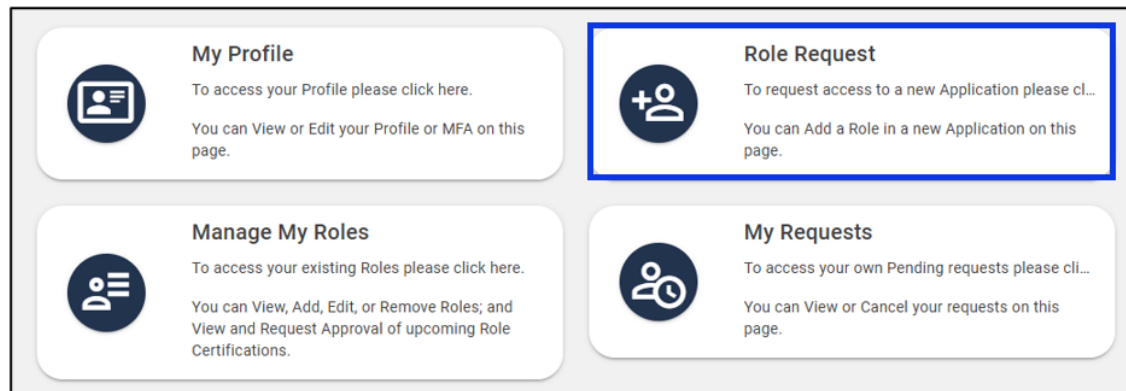 My Profile
To access your Profile please click here.
You can View or Edit your Profile or MFA on this
page.
Role Request
To request access to a new Application please cl...
You can Add a Role in a new Application on this
page.
Manage My Roles
To access your existing Roles please click here.
You can View, Add, Edit, or Remove Roles; and
View and Request Approval of upcoming Role
Certifications.
My Requests
To access your own Pending requests please cli...
You can View or Cancel your requests on this
page.